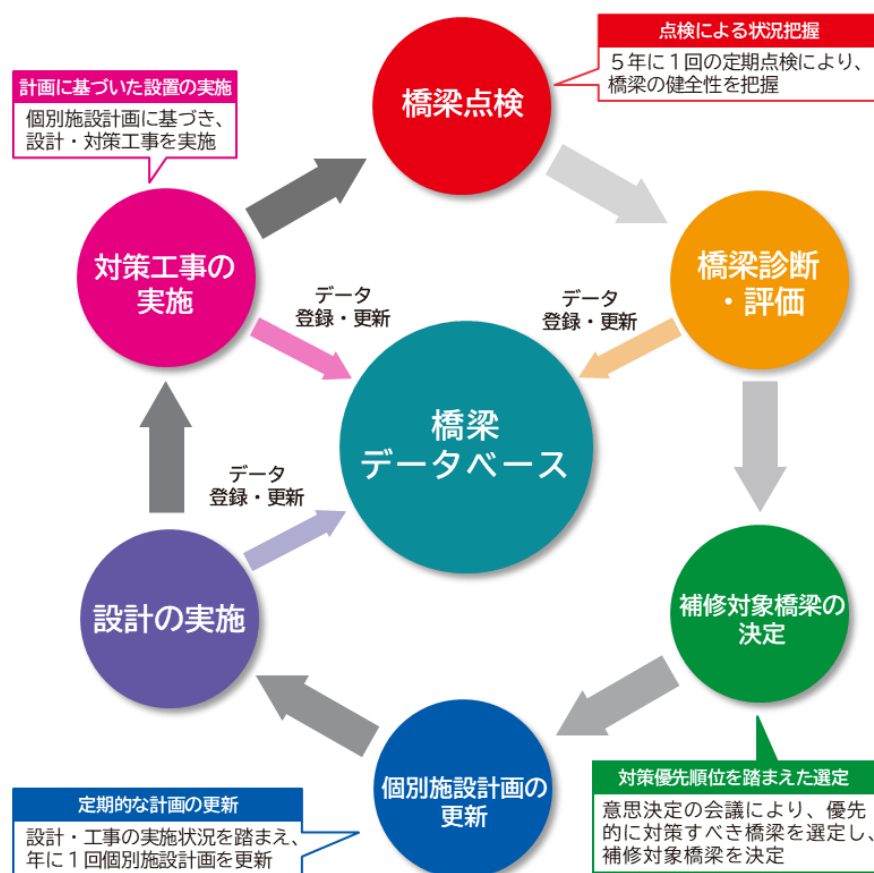 点検による状況把握
5年に1回の定期点検により、
橋梁の健全性を把握
橋梁点検
計画に基づいた設置の実施
個別施設計画に基づき、
設計・対策工事を実施
対策工事の
実施
橋梁診断
・評価
データ
登録・更新
データ
登録・更新
橋梁
データベース
データ
登録・更新
設計の実施
補修対象橋梁の
決定
個別施設計画の
更新
対策優先順位を踏まえた選定
意思決定の会議により、優先
的に対策すべき橋梁を選定し、
補修対象橋梁を決定
定期的な計画の更新
設計・工事の実施状況を踏まえ、
年に1回個別施設計画を更新